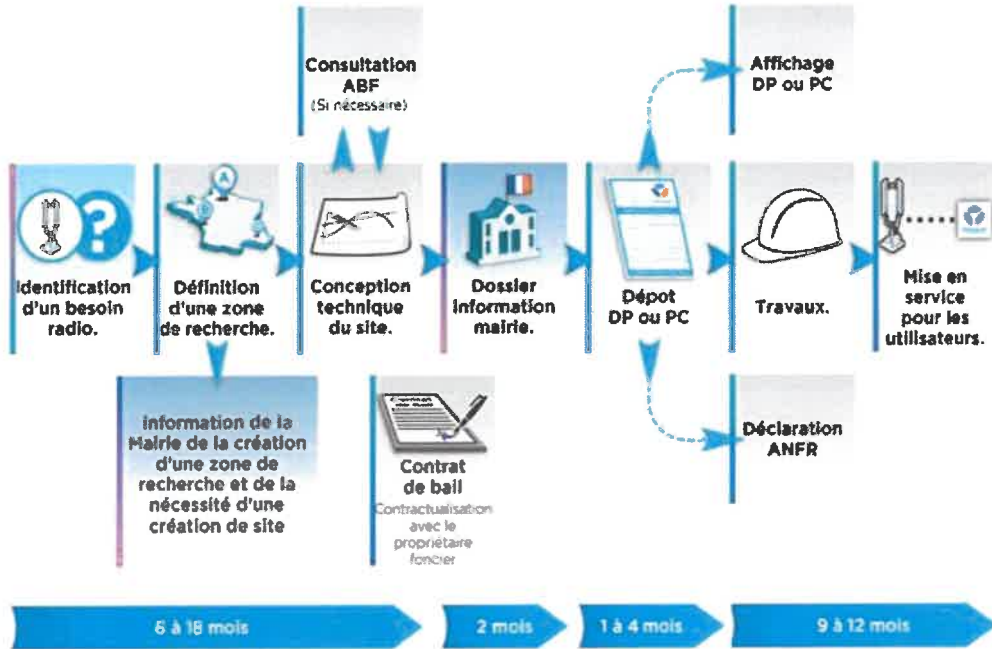 Consultation
ABF
(Si nécessaire)
Affichage
DP ou PC
A
Identification
d'un besoin
radio.
Définition
d'une zone
de recherche.
Conception
technique
du site.
Dossier
information
mairie.
Dépot
DP ou PC
Travaux.
Mise en
service
pour les
utilisateurs.
Information de la
Mairie de la création
d'une zone de
recherche et de la
nécessité d'une
création de site
Contrat
de bail
Contractualisation
avec le
propriétaire
foncier
Déclaration
ANFR
6 à 18 mois
2 mois
1 à 4 mois
9 à 12 mois